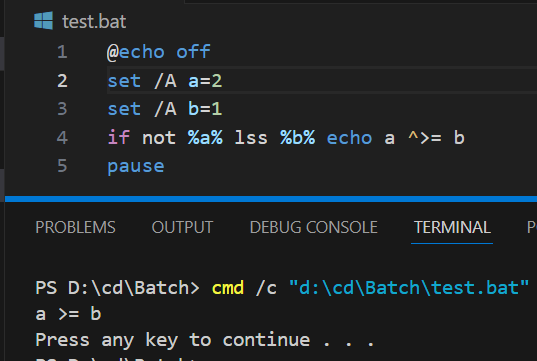 test.bat
1 @echo off
2 set /A a=2
3 set /A b=1
4 if not %a% lss %b% echo a ^>= b
5 pause
PROBLEMS OUTPUT DEBUG CONSOLE TERMINAL
PS D:\cd\Batch> cmd /c "d:\cd\Batch\test.bat"
a >= b
Press any key to continue . . .